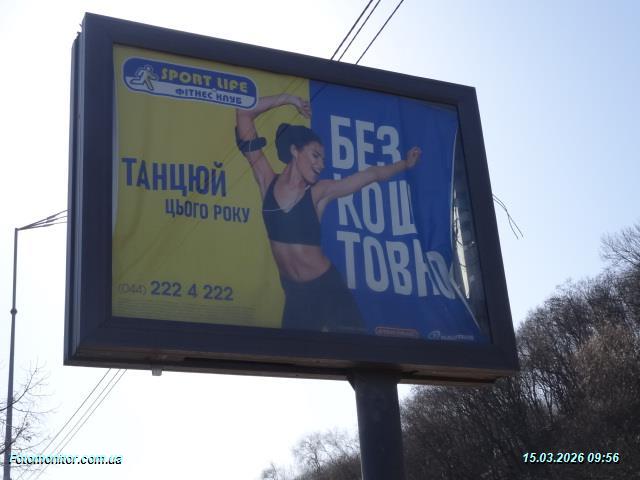 SPORT LIFE
ФІТНЕС КЛУБ
ТАНЦЮЙ
ЦЬОГО РОКУ
БЕЗ
КОШ
ТОВНО
(044) 222 4 222
Fotomonitor.com.ua
15.03.2026 09:56